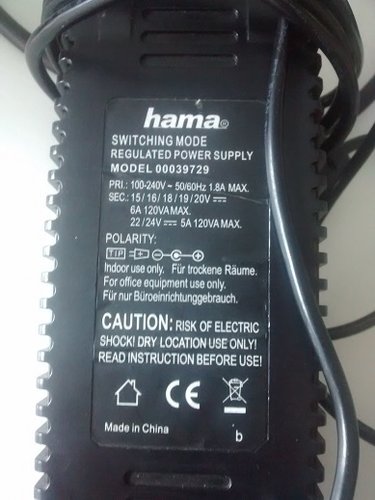 hama®
SWITCHING MODE
REGULATED POWER SUPPLY
MODEL 00039729
PRI.: 100-240V ~ 50/60Hz 1.8A MAX.
SEC.: 15/16/18/19/20V ⎓
6A 120VA MAX.
22/24V ⎓ 5A 120VA MAX.
POLARITY:
TIP + - +
Indoor use only. Für trockene Räume.
For office equipment use only.
Für nur Büroeinrichtunggebrauch.
CAUTION: RISK OF ELECTRIC
SHOCK! DRY LOCATION USE ONLY!
READ INSTRUCTION BEFORE USE!
CE
Made in China
b